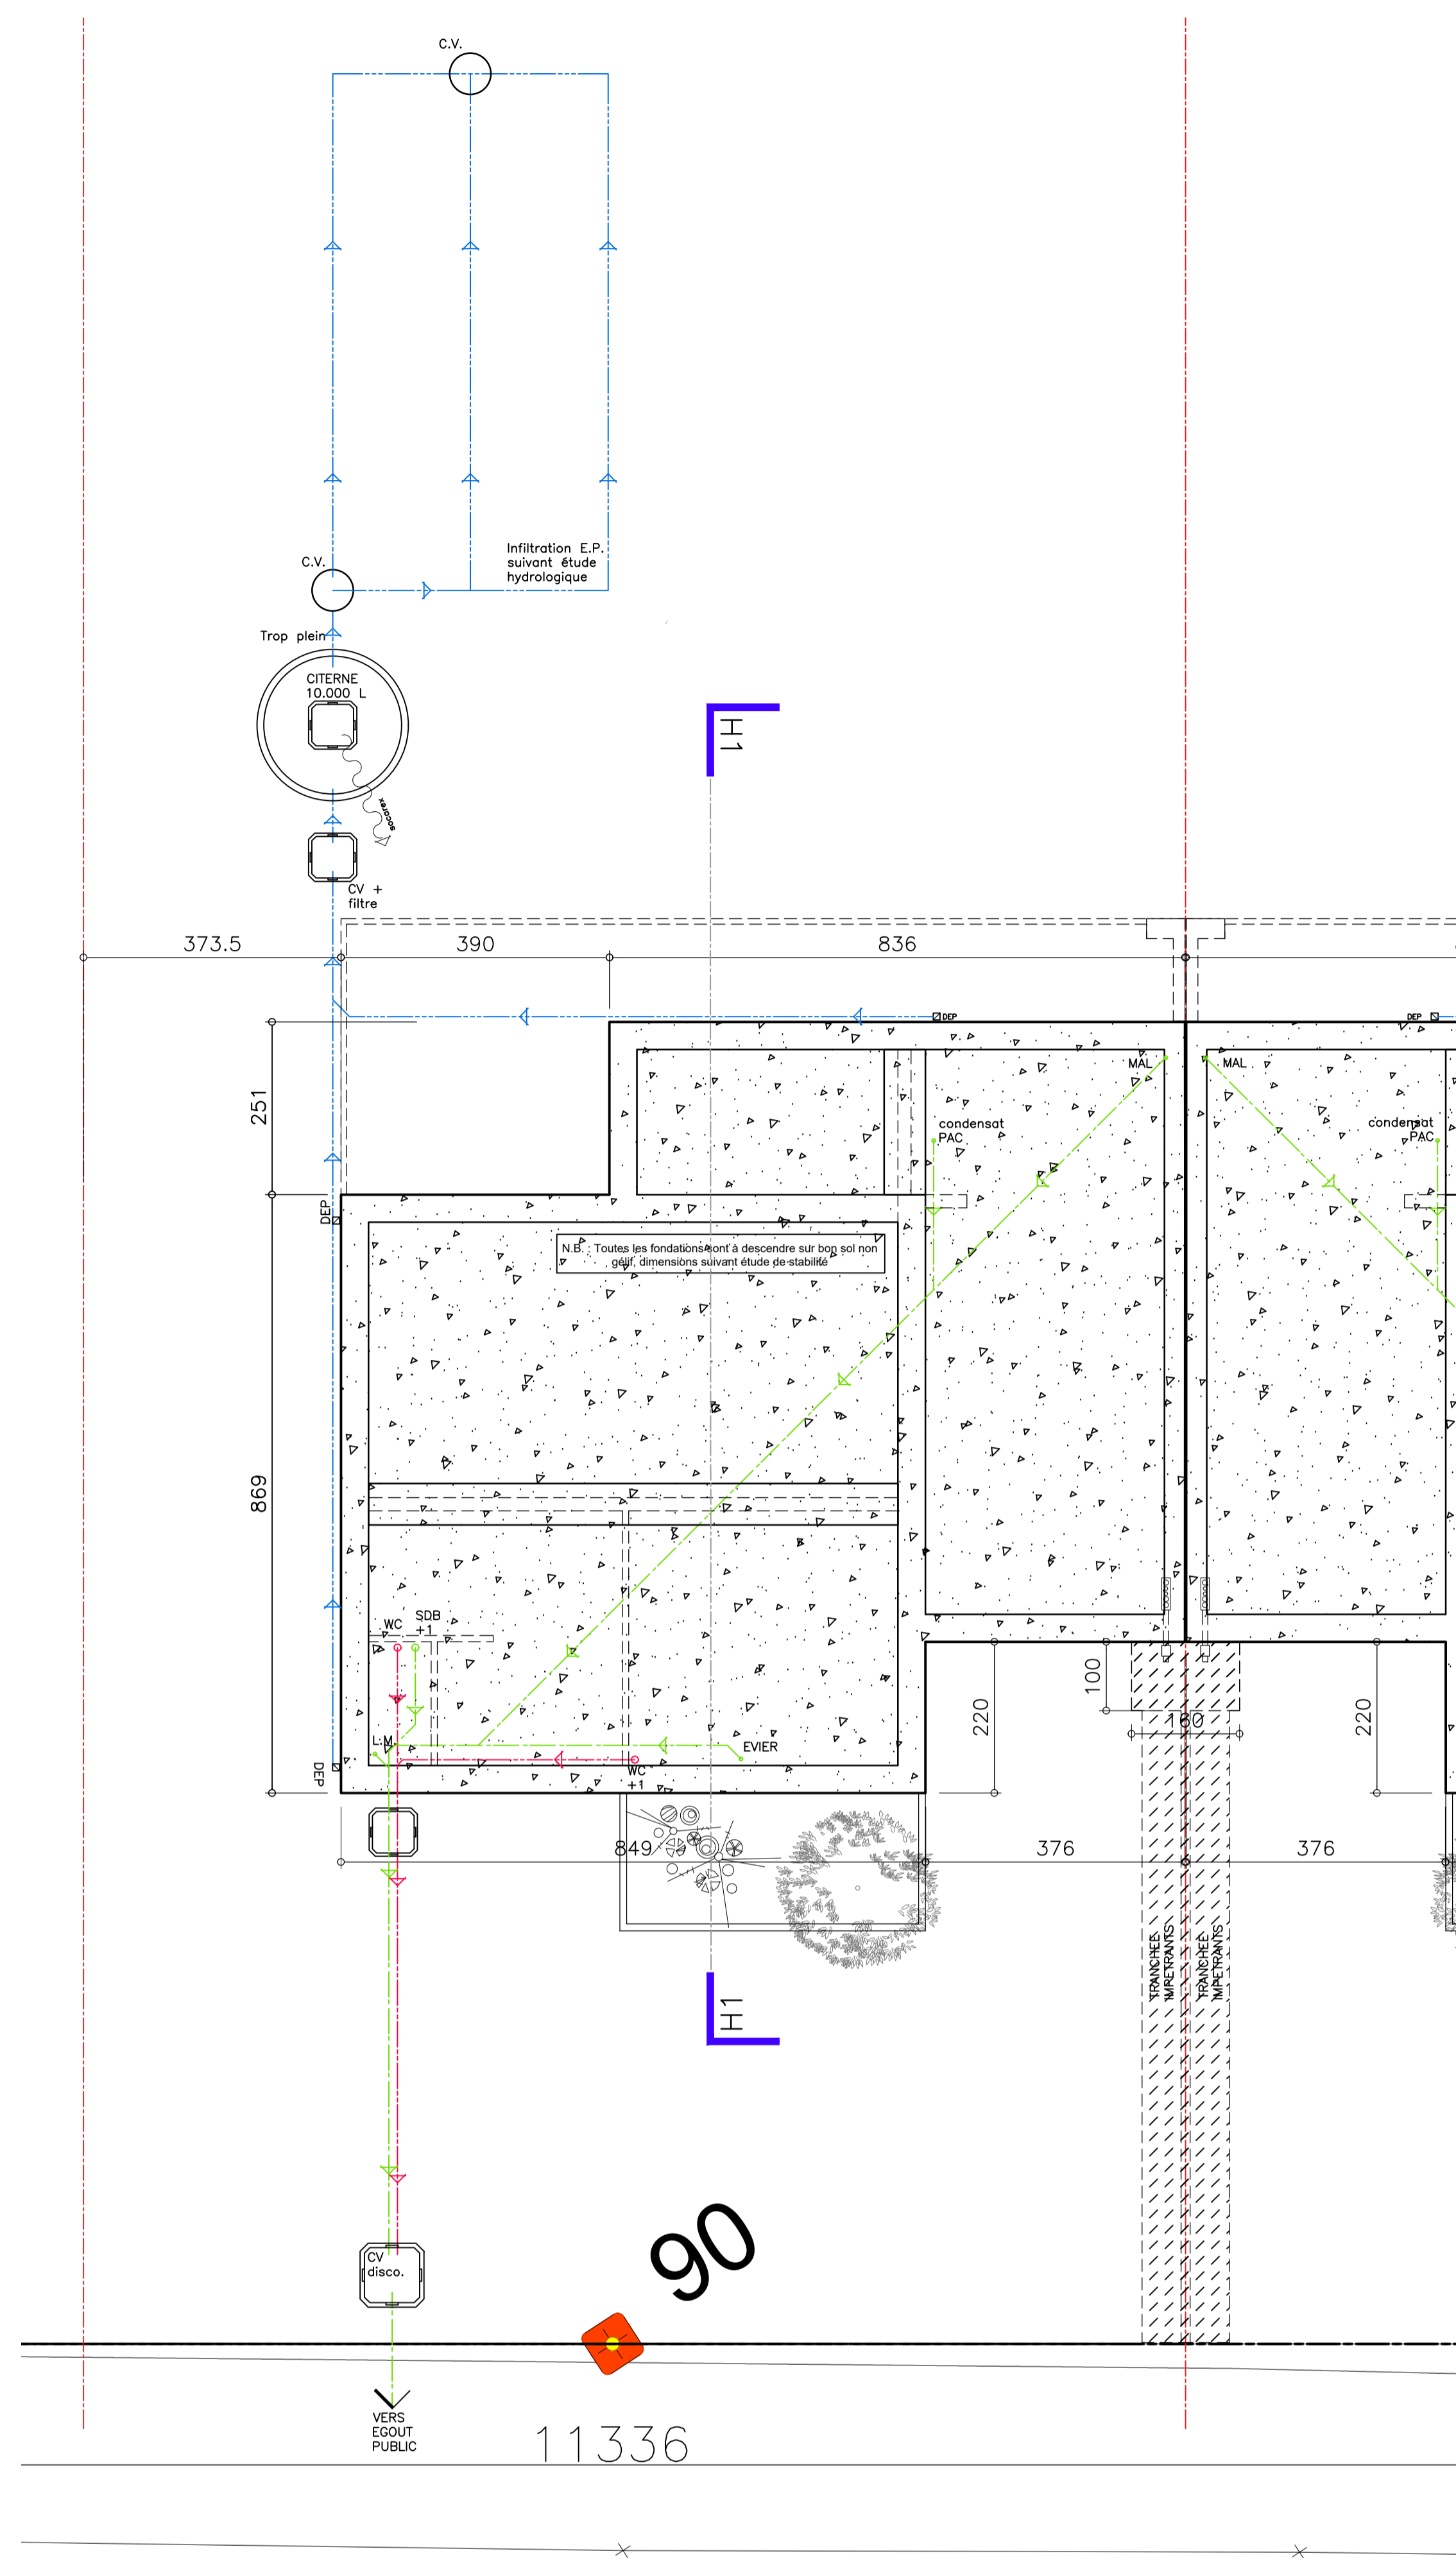 C.V.
Infiltration E.P.
suivant étude
hydrologique
C.V.
Trop plein
CITERNE
10.000 L
H1
socarex
CV +
filtre
373.5
390
836
DEP
DEP
MAL
MAL
condensat
PAC
condensat
PAC
251
DEP
N.B. : Toutes les fondations sont à descendre sur bon sol non
gélif, dimensions suivant étude de stabilité
869
WC
SDB
+1
L.M.
EVIER
WC
+1
DEP
220
100
160
220
849
376
376
TRANCHEE
IMPETRANTS
TRANCHEE
IMPETRANTS
H1
90
CV
disco.
VERS
EGOUT
PUBLIC
11336